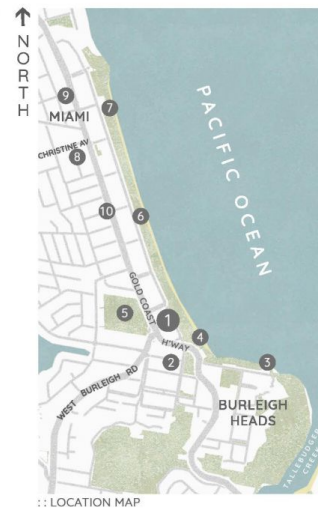 NORTH
9
MIAMI
7
CHRISTINE AV
8
10
6
PACIFIC OCEAN
GOLD COAST
H'WAY
1
5
4
2
3
WEST BURLEIGH RD
BURLEIGH
HEADS
TALLEBUDGERA
CREEK
:: LOCATION MAP